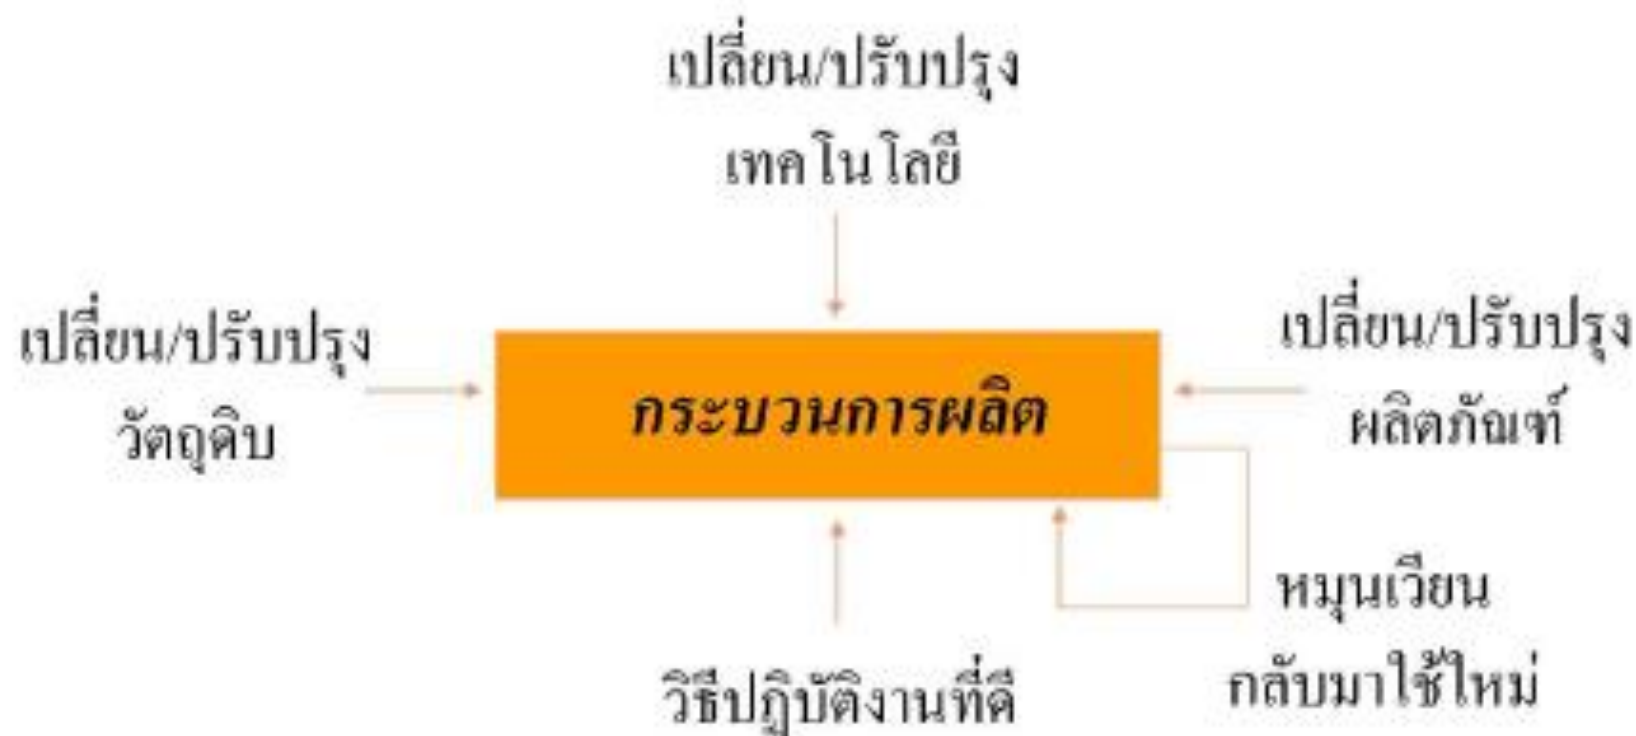 เปลี่ยน/ปรับปรุง
เทคโนโลยี
เปลี่ยน/ปรับปรุง
วัตถุดิบ
กระบวนการผลิต
เปลี่ยน/ปรับปรุง
ผลิตภัณฑ์
หมุนเวียน
กลับมาใช้ใหม่
วิธีปฏิบัติงานที่ดี